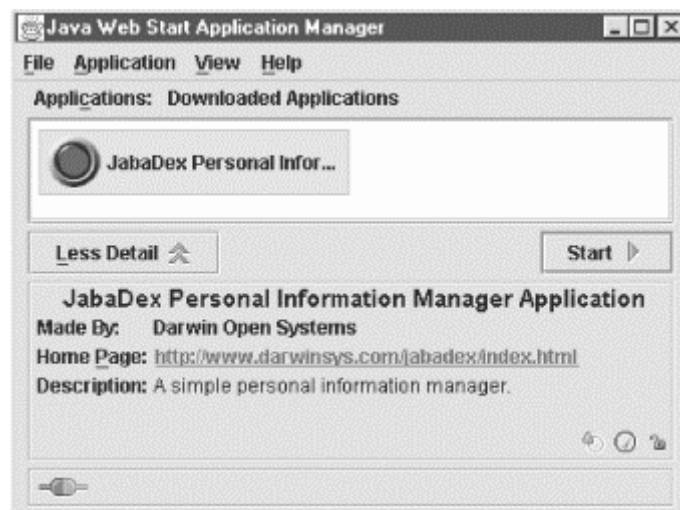 Java Web Start Application Manager
File Application View Help
Applications: Downloaded Applications
JabaDex Personal Infor...
Less Detail
Start
JabaDex Personal Information Manager Application
Made By: Darwin Open Systems
Home Page: http://www.darwinsys.com/jabadex/index.html
Description: A simple personal information manager.